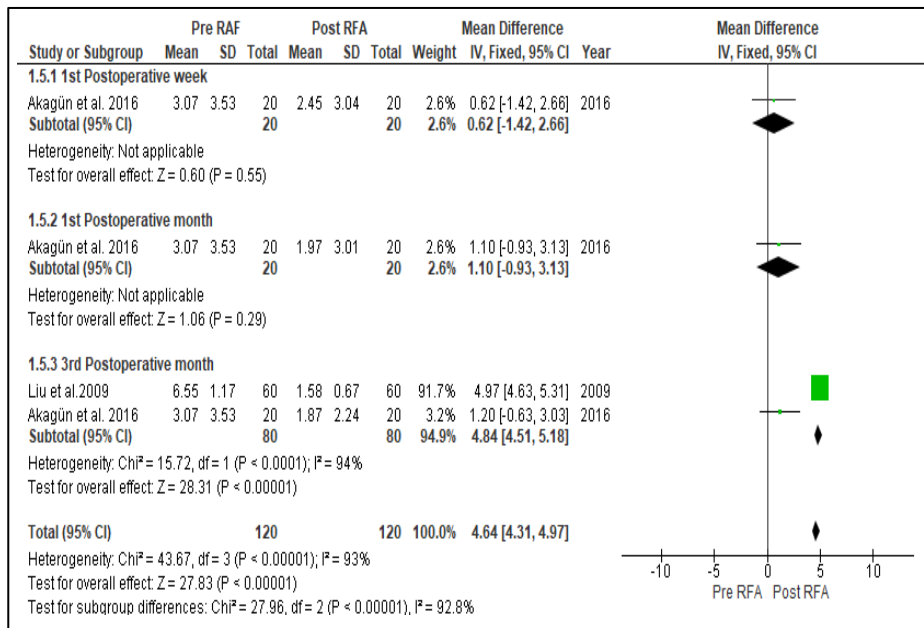 Pre RAF Post RFA Mean Difference Mean Difference
Study or Subgroup Mean SD Total Mean SD Total Weight IV, Fixed, 95% CI Year IV, Fixed, 95% CI
1.5.1 1st Postoperative week
Akagün et al. 2016 3.07 3.53 20 2.45 3.04 20 2.6% 0.62 [-1.42, 2.66] 2016
Subtotal (95% CI) 20 20 2.6% 0.62 [-1.42, 2.66]
Heterogeneity: Not applicable
Test for overall effect: Z = 0.60 (P = 0.55)
1.5.2 1st Postoperative month
Akagün et al. 2016 3.07 3.53 20 1.97 3.01 20 2.6% 1.10 [-0.93, 3.13] 2016
Subtotal (95% CI) 20 20 2.6% 1.10 [-0.93, 3.13]
Heterogeneity: Not applicable
Test for overall effect: Z = 1.06 (P = 0.29)
1.5.3 3rd Postoperative month
Liu et al.2009 6.55 1.17 60 1.58 0.67 60 91.7% 4.97 [4.63, 5.31] 2009
Akagün et al. 2016 3.07 3.53 20 1.87 2.24 20 3.2% 1.20 [-0.63, 3.03] 2016
Subtotal (95% CI) 80 80 94.9% 4.84 [4.51, 5.18]
Heterogeneity: Chi² = 15.72, df = 1 (P < 0.0001); I² = 94%
Test for overall effect: Z = 28.31 (P < 0.00001)
Total (95% CI) 120 120 100.0% 4.64 [4.31, 4.97]
Heterogeneity: Chi² = 43.67, df = 3 (P < 0.00001); I² = 93%
Test for overall effect: Z = 27.83 (P < 0.00001)
Test for subgroup differences: Chi² = 27.96, df = 2 (P < 0.00001), I² = 92.8%
-10 -5 0 5 10
Pre RFA Post RFA